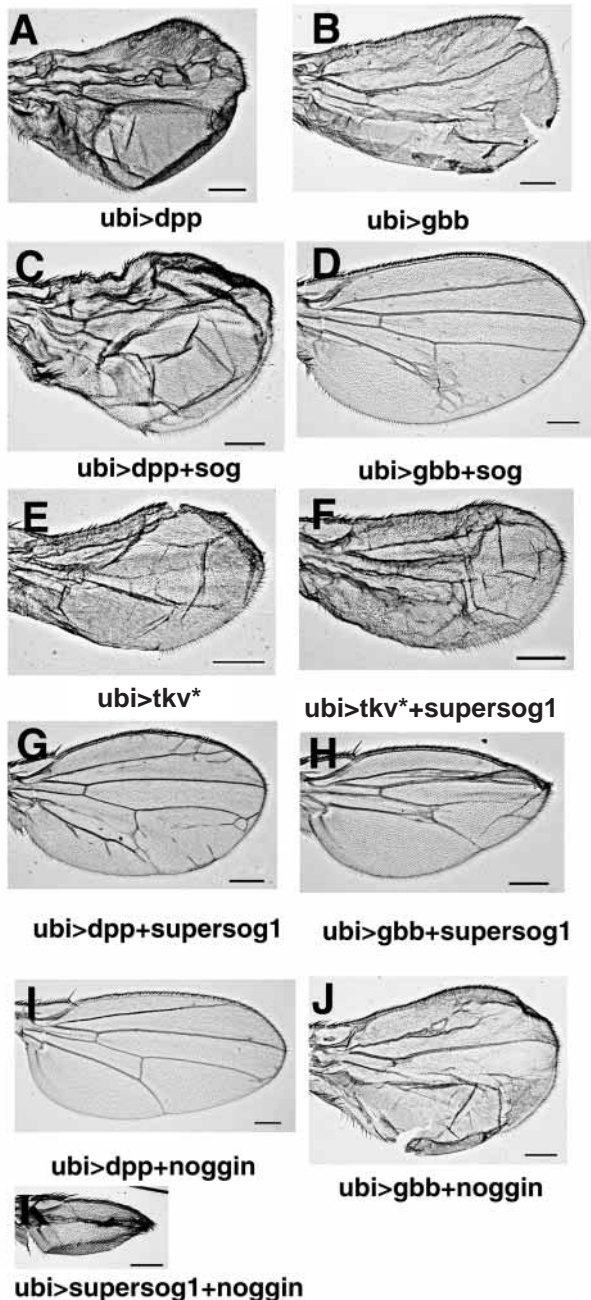 A
B
ubi>dpp
ubi>gbb
C
D
ubi>dpp+sog
ubi>gbb+sog
E
F
ubi>tkv*
ubi>tkv*+supersog1
G
H
ubi>dpp+supersog1
ubi>gbb+supersog1
I
J
ubi>dpp+noggin
ubi>gbb+noggin
K
ubi>supersog1+noggin